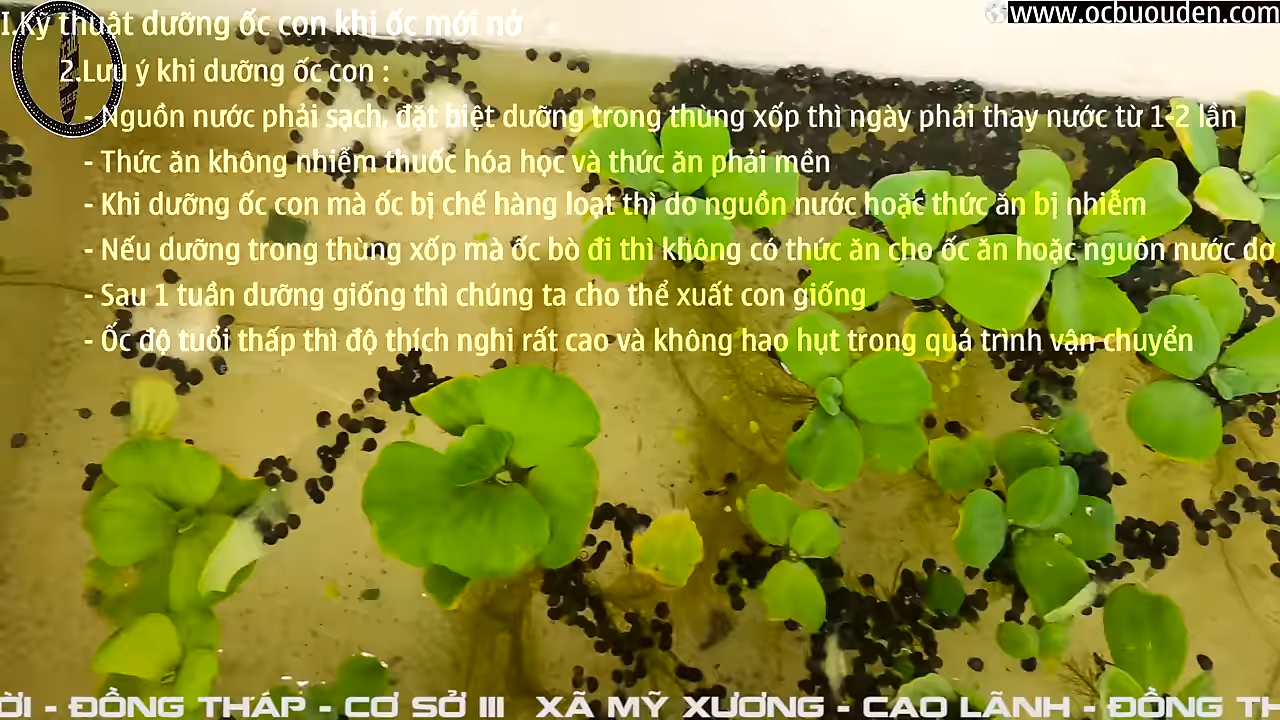 www.ocbuouden.com
I.Kỹ thuật dưỡng ốc con khi ốc mới nở
2.Lưu ý khi dưỡng ốc con :
- Nguồn nước phải sạch, đặt biệt dưỡng trong thùng xốp thì ngày phải thay nước từ 1-2 lần
- Thức ăn không nhiễm thuốc hóa học và thức ăn phải mền
- Khi dưỡng ốc con mà ốc bị chế hàng loạt thì do nguồn nước hoặc thức ăn bị nhiễm
- Nếu dưỡng trong thùng xốp mà ốc bò đi thì không có thức ăn cho ốc ăn hoặc nguồn nước dơ
- Sau 1 tuần dưỡng giống thì chúng ta cho thể xuất con giống
- Ốc độ tuổi thấp thì độ thích nghi rất cao và không hao hụt trong quá trình vận chuyển
ỜI - ĐỒNG THÁP - CƠ SỞ III XÃ MỸ XƯƠNG - CAO LÃNH - ĐỒNG TH